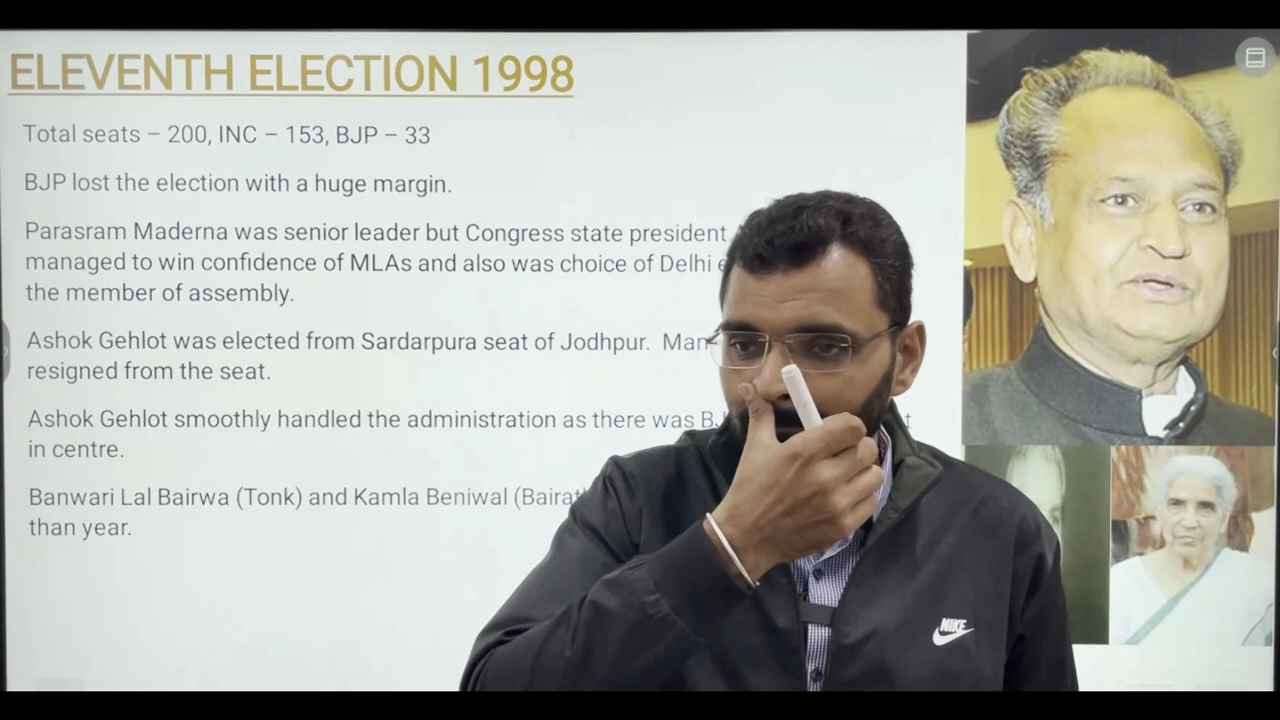 ELEVENTH ELECTION 1998
Total seats – 200, INC – 153, BJP – 33
BJP lost the election with a huge margin.
Parasram Maderna was senior leader but Congress state president
managed to win confidence of MLAs and also was choice of Delhi
the member of assembly.
Ashok Gehlot was elected from Sardarpura seat of Jodhpur.
resigned from the seat.
Ashok Gehlot smoothly handled the administration as there was
in centre.
Banwari Lal Bairwa (Tonk) and Kamla Beniwal
than year.
NIKE